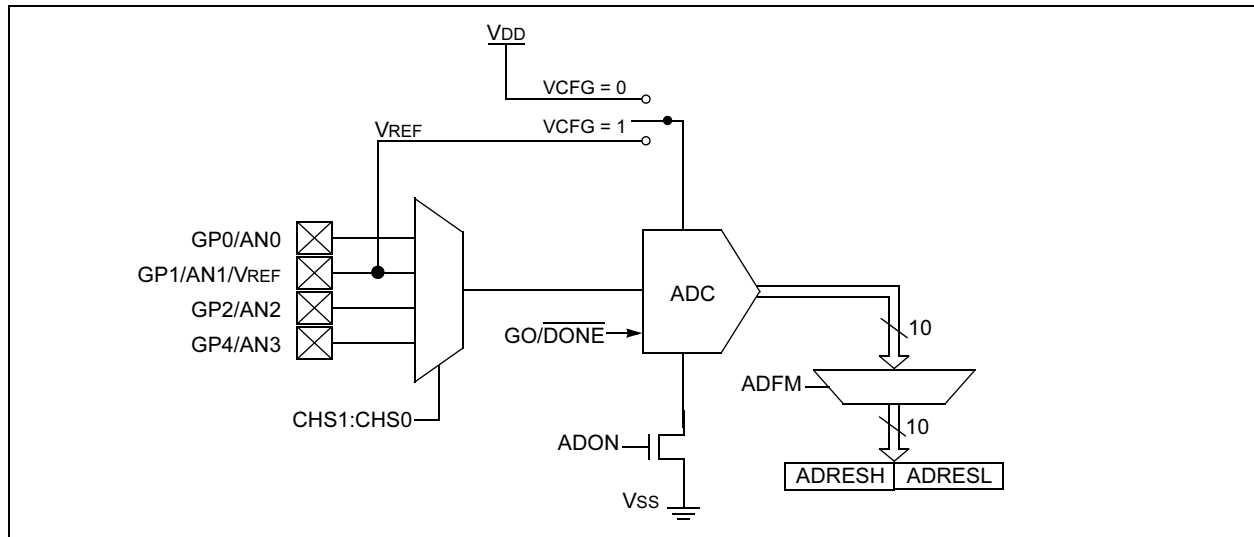 VDD
VCFG = 0
VCFG = 1
VREF
GP0/AN0
GP1/AN1/VREF
GP2/AN2
GP4/AN3
ADC
GO/DONE
10
ADFM
CHS1:CHS0
10
ADON
ADRESH ADRESL
VSS